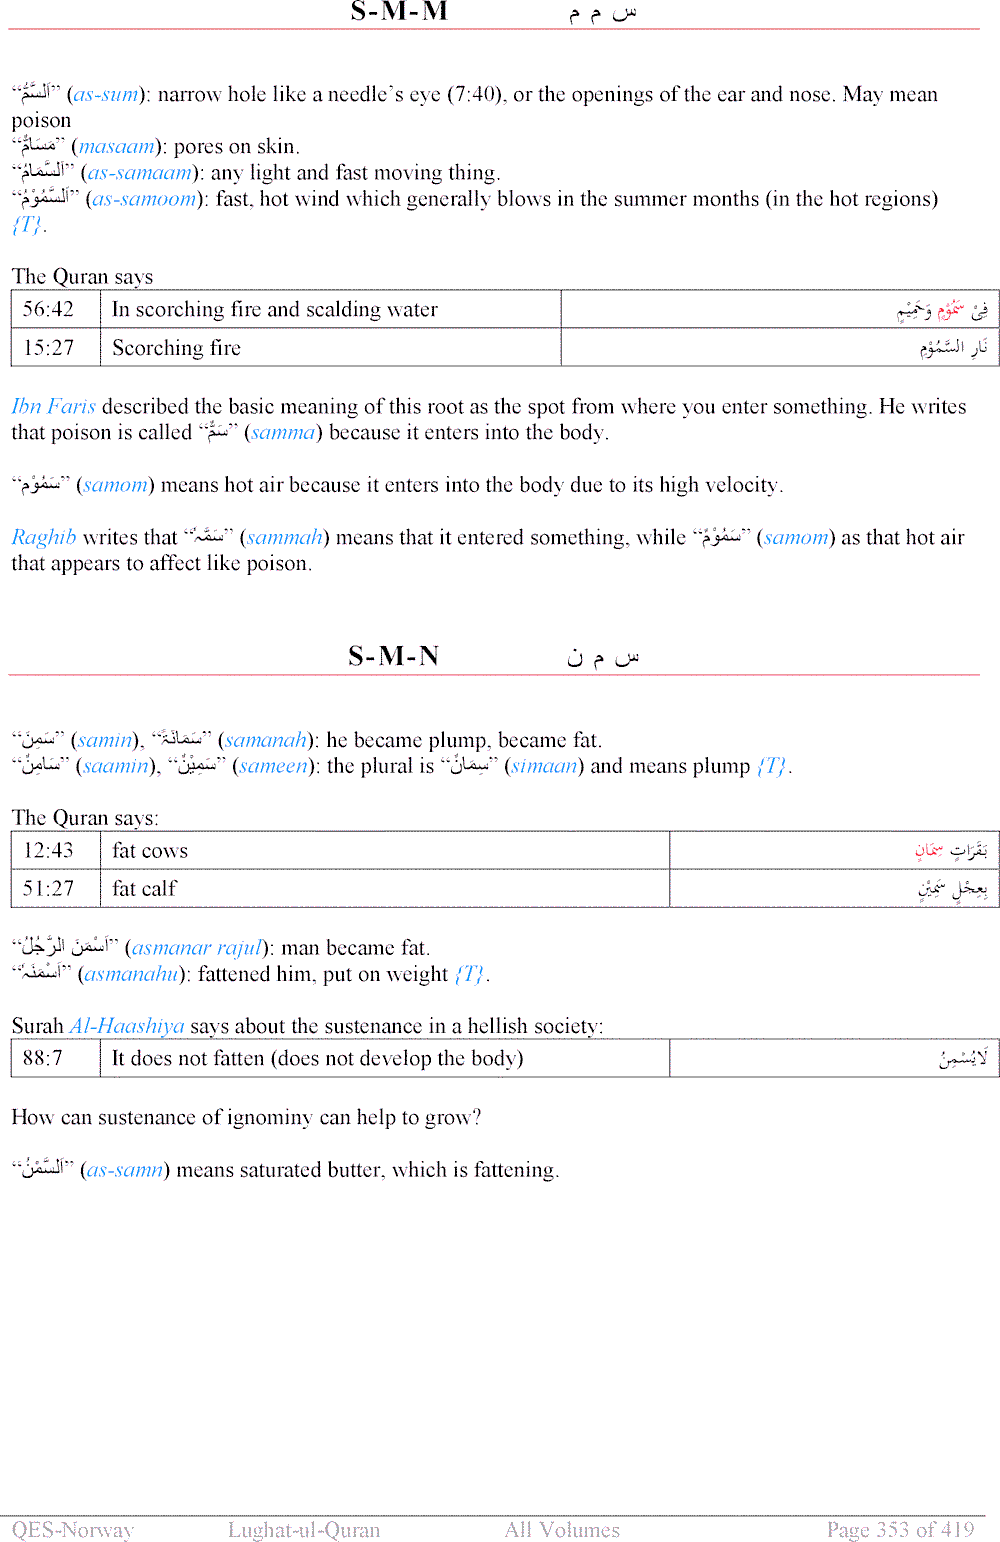 S-M-M س م م
“اَلسَّمُّ” (as-sum): narrow hole like a needle’s eye (7:40), or the openings of the ear and nose. May mean
poison
“مَسَامٌّ” (masaam): pores on skin.
“اَلسَّمَامُ” (as-samaam): any light and fast moving thing.
“اَلسَّمُوْمُ” (as-samoom): fast, hot wind which generally blows in the summer months (in the hot regions)
{T}.
The Quran says
56:42 In scorching fire and scalding water فِيْ سَمُوْمٍ وَحَمِيْمٍ
15:27 Scorching fire نَارِ السَّمُوْمِ
Ibn Faris described the basic meaning of this root as the spot from where you enter something. He writes
that poison is called “سَمٌّ” (samma) because it enters into the body.
“سَمُوْم” (samom) means hot air because it enters into the body due to its high velocity.
Raghib writes that “سَمَّہٗ” (sammah) means that it entered something, while “سَمُوْمٌ” (samom) as that hot air
that appears to affect like poison.
S-M-N س م ن
“سَمِنَ” (samin), “سَمَانَۃً” (samanah): he became plump, became fat.
“سَامِنٌ” (saamin), “سَمِيْنٌ” (sameen): the plural is “سِمَانٌ” (simaan) and means plump {T}.
The Quran says:
12:43 fat cows بَقَرَاتٍ سِمَانٍ
51:27 fat calf بِعِجْلٍ سَمِيْنٍ
“اَسْمَنَ الرَّجُلُ” (asmanar rajul): man became fat.
“اَسْمَنَہٗ” (asmanahu): fattened him, put on weight {T}.
Surah Al-Haashiya says about the sustenance in a hellish society:
88:7 It does not fatten (does not develop the body) لَايُسْمِنُ
How can sustenance of ignominy can help to grow?
“اَلسَّمْنُ” (as-samn) means saturated butter, which is fattening.
QES-Norway Lughat-ul-Quran All Volumes Page 353 of 419